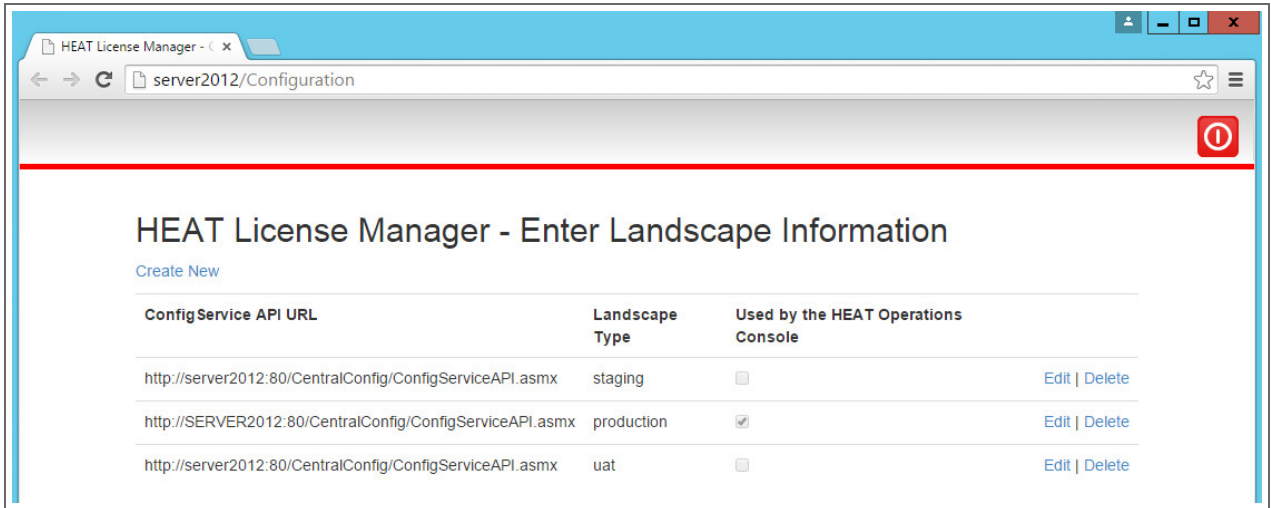 HEAT License Manager - C
server2012/Configuration
HEAT License Manager - Enter Landscape Information
Create New
ConfigService API URL Landscape Type Used by the HEAT Operations Console
http://server2012:80/CentralConfig/ConfigServiceAPI.asmx staging Edit | Delete
http://SERVER2012:80/CentralConfig/ConfigServiceAPI.asmx production Edit | Delete
http://server2012:80/CentralConfig/ConfigServiceAPI.asmx uat Edit | Delete